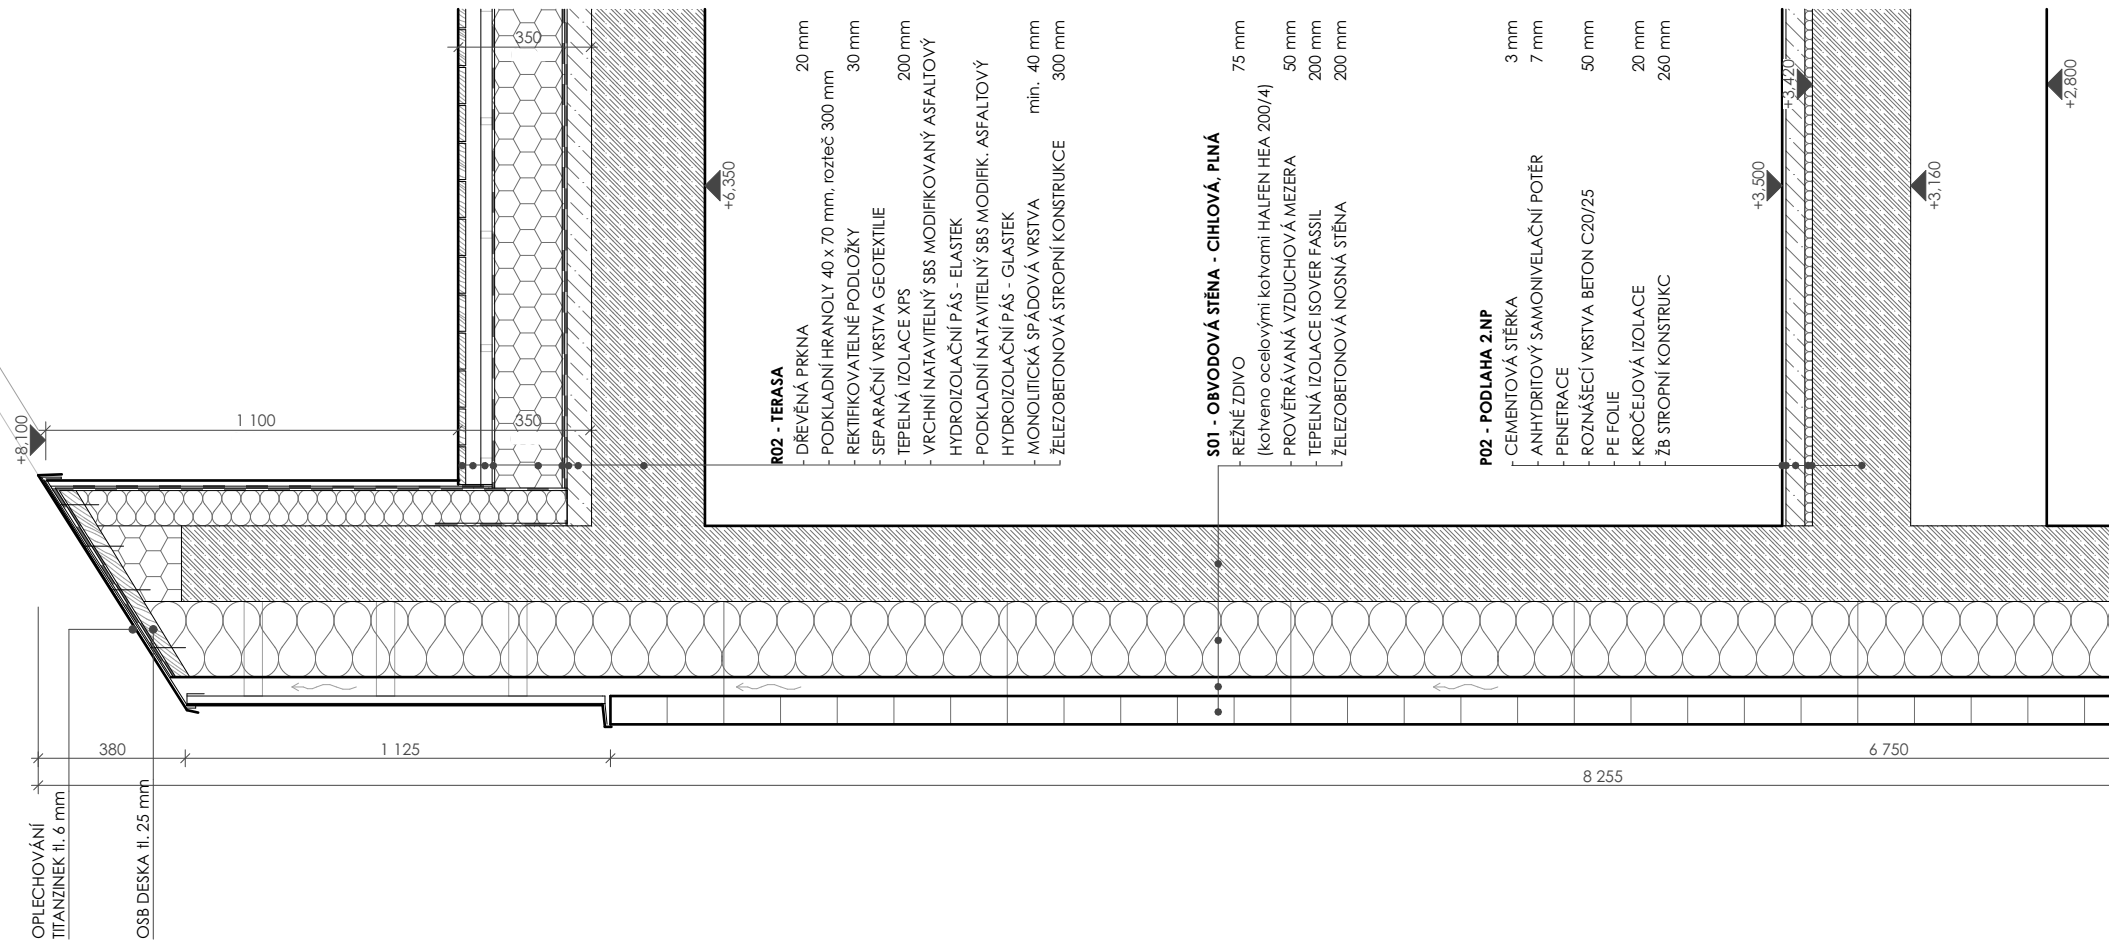 +8,100
1 100
350
350
+6,350
R02 - TERASA
DŘEVĚNÁ PRKNA 20 mm
PODKLADNÍ HRANOLY 40 x 70 mm, rozteč 300 mm
REKTIFIKOVATELNÉ PODLOŽKY 30 mm
SEPARAČNÍ VRSTVA GEOTEXTILIE
TEPELNÁ IZOLACE XPS 200 mm
VRCHNÍ NATAVITELNÝ SBS MODIFIKOVANÝ ASFALTOVÝ
HYDROIZOLAČNÍ PÁS - ELASTEK
PODKLADNÍ NATAVITELNÝ SBS MODIFIK. ASFALTOVÝ
HYDROIZOLAČNÍ PÁS - GLASTEK
MONOLITICKÁ SPÁDOVÁ VRSTVA min. 40 mm
ŽELEZOBETONOVÁ STROPNÍ KONSTRUKCE 300 mm
S01 - OBVODOVÁ STĚNA - CIHLOVÁ, PLNÁ
REŽNÉ ZDIVO 75 mm
(kotveno ocelovými kotvami HALFEN HEA 200/4)
PROVĚTRÁVANÁ VZDUCHOVÁ MEZERA 50 mm
TEPELNÁ IZOLACE ISOVER FASSIL 200 mm
ŽELEZOBETONOVÁ NOSNÁ STĚNA 200 mm
P02 - PODLAHA 2.NP
CEMENTOVÁ STĚRKA 3 mm
ANHYDRITOVÝ SAMONIVELAČNÍ POTĚR 7 mm
PENETRACE
ROZNÁŠECÍ VRSTVA BETON C20/25 50 mm
PE FOLIE
KROČEJOVÁ IZOLACE 20 mm
ŽB STROPNÍ KONSTRUKC 260 mm
+3,500
+3,420
+3,160
+2,800
380
1 125
6 750
8 255
OPLECHOVÁNÍ
TITANZINEK tl. 6 mm
OSB DESKA tl. 25 mm